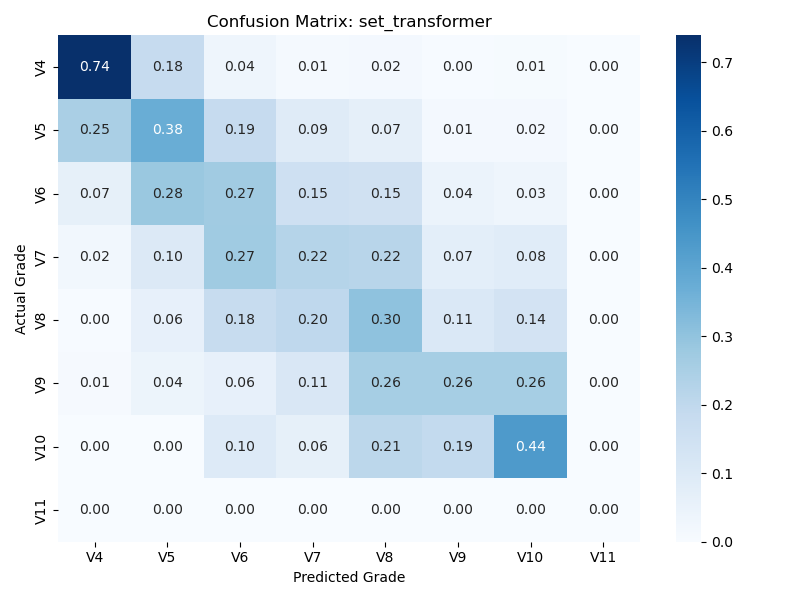 Confusion Matrix: set_transformer
V4 0.74 0.18 0.04 0.01 0.02 0.00 0.01 0.00
V5 0.25 0.38 0.19 0.09 0.07 0.01 0.02 0.00
V6 0.07 0.28 0.27 0.15 0.15 0.04 0.03 0.00
V7 0.02 0.10 0.27 0.22 0.22 0.07 0.08 0.00
V8 0.00 0.06 0.18 0.20 0.30 0.11 0.14 0.00
V9 0.01 0.04 0.06 0.11 0.26 0.26 0.26 0.00
V10 0.00 0.00 0.10 0.06 0.21 0.19 0.44 0.00
V11 0.00 0.00 0.00 0.00 0.00 0.00 0.00 0.00
V4 V5 V6 V7 V8 V9 V10 V11
Predicted Grade
Actual Grade
0.7
0.6
0.5
0.4
0.3
0.2
0.1
0.0